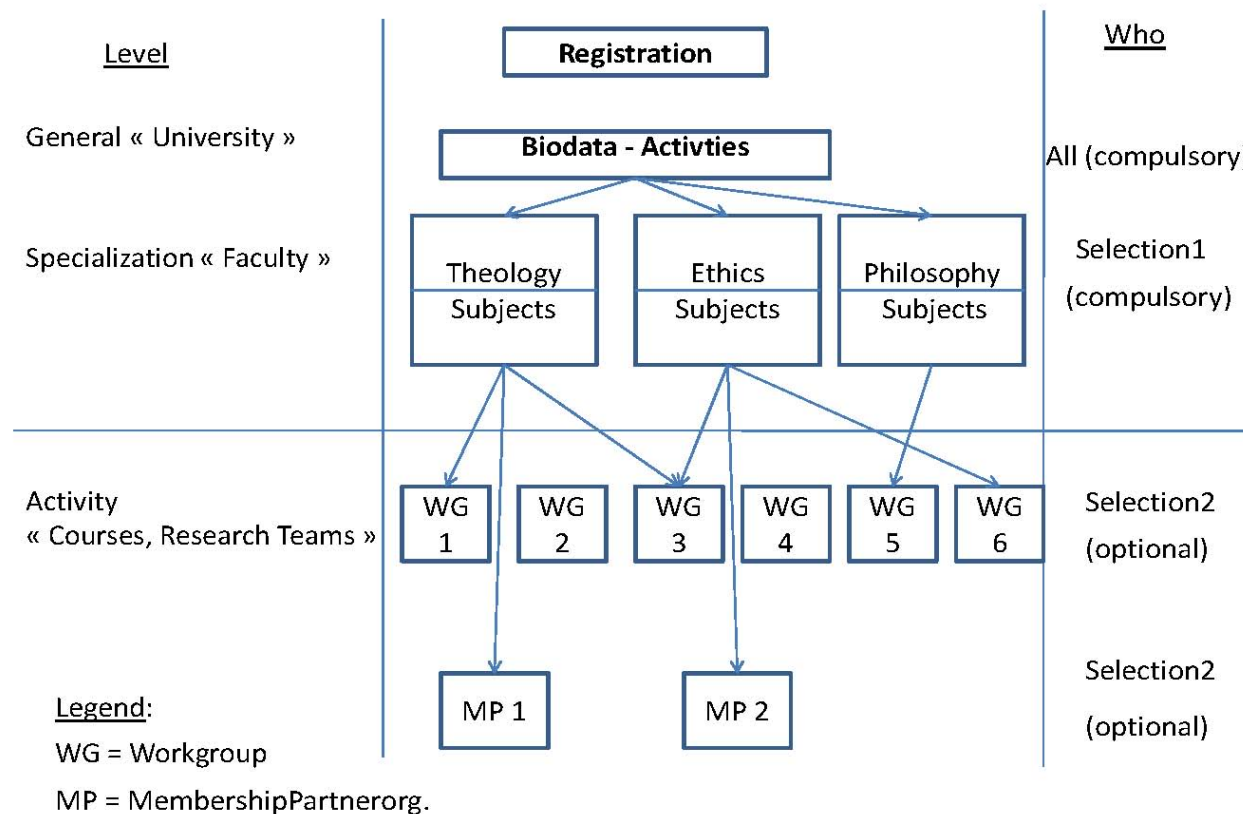 Level
Registration
Who
General « University »
Biodata - Activties
All (compulsory)
Specialization « Faculty »
Theology
Subjects
Ethics
Subjects
Philosophy
Subjects
Selection1
(compulsory)
Activity
« Courses, Research Teams »
WG
1
WG
2
WG
3
WG
4
WG
5
WG
6
Selection2
(optional)
MP 1
MP 2
Selection2
(optional)
Legend:
WG = Workgroup
MP = MembershipPartnerorg.